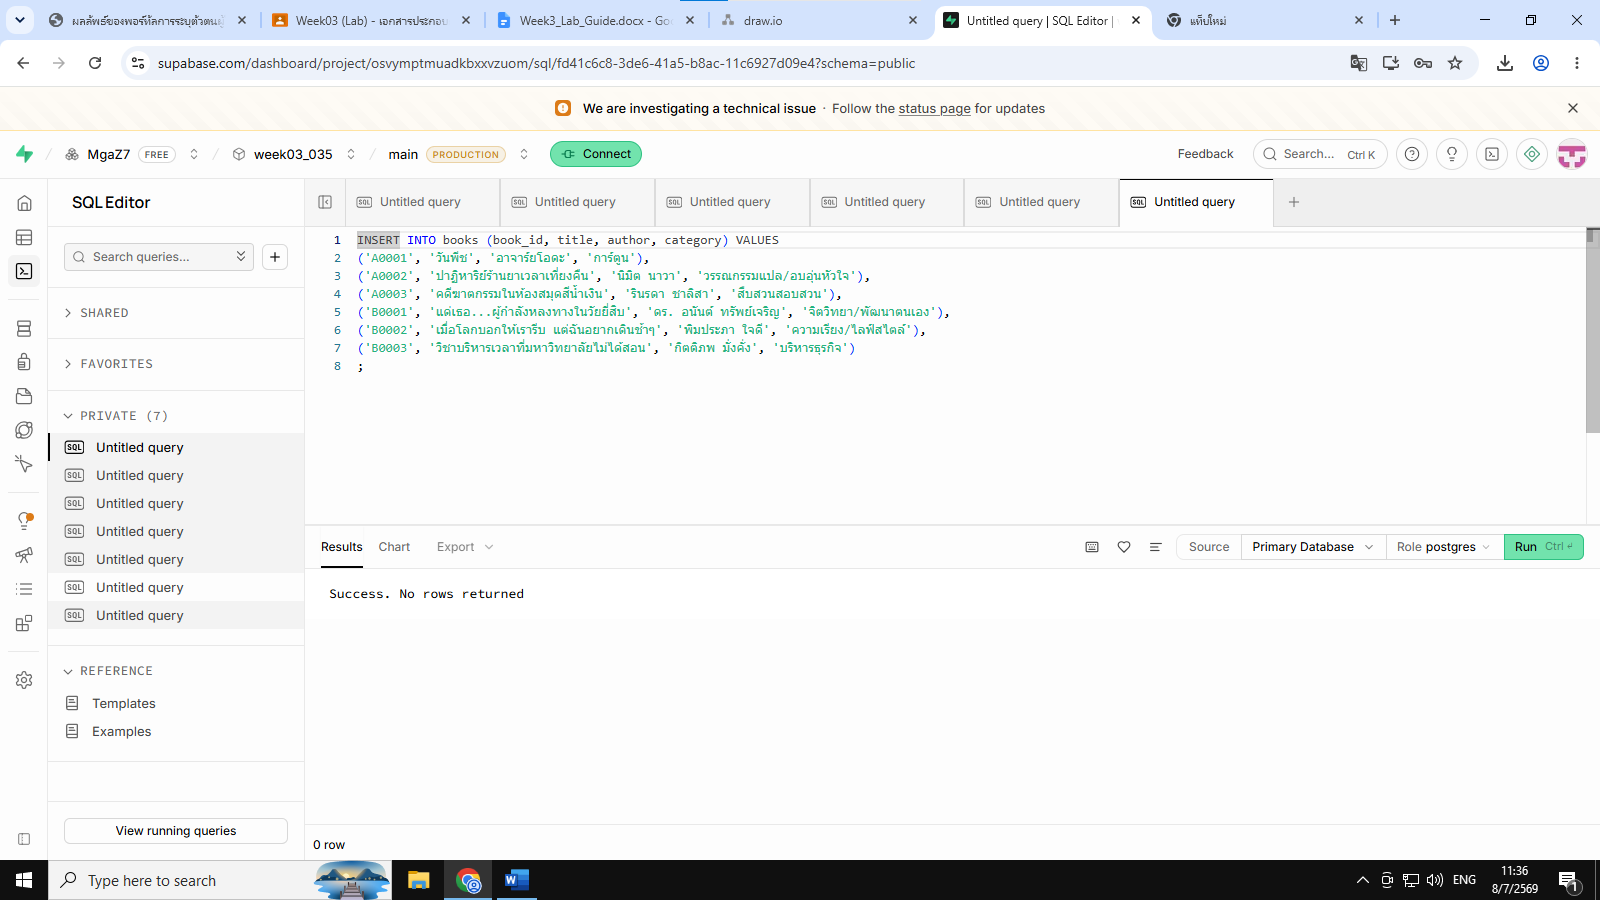 ผลลัพธ์ของพอร์ทัลการระบุตัวตนผู้
Week03 (Lab) - เอกสารประกอบ
Week3_Lab_Guide.docx - Goo
draw.io
Untitled query | SQL Editor |
แท็บใหม่
supabase.com/dashboard/project/osvymptmuadkbxxvzuom/sql/fd41c6c8-3de6-41a5-b8ac-11c6927d09e4?schema=public
We are investigating a technical issue · Follow the status page for updates
MgaZ7 FREE / week03_035 / main PRODUCTION Connect
Feedback Search... Ctrl K
SQL Editor
Untitled query Untitled query Untitled query Untitled query Untitled query Untitled query
Search queries...
SHARED
FAVORITES
PRIVATE (7)
SQL Untitled query
SQL Untitled query
SQL Untitled query
SQL Untitled query
SQL Untitled query
SQL Untitled query
SQL Untitled query
REFERENCE
Templates
Examples
View running queries
1 INSERT INTO books (book_id, title, author, category) VALUES
2 ('A0001', 'วันพีช', 'อาจารย์โอดะ', 'การ์ตูน'),
3 ('A0002', 'ปาฏิหาริย์ร้านยาเวลาเที่ยงคืน', 'นิมิต นาวา', 'วรรณกรรมแปล/อบอุ่นหัวใจ'),
4 ('A0003', 'คดีฆาตกรรมในห้องสมุดสีน้ำเงิน', 'รินรดา ชาลิสา', 'สืบสวนสอบสวน'),
5 ('B0001', 'แด่เธอ...ผู้กำลังหลงทางในวัยยี่สิบ', 'ดร. อนันต์ ทรัพย์เจริญ', 'จิตวิทยา/พัฒนาตนเอง'),
6 ('B0002', 'เมื่อโลกบอกให้เรารีบ แต่ฉันอยากเดินช้าๆ', 'พิมประภา ใจดี', 'ความเรียง/ไลฟ์สไตล์'),
7 ('B0003', 'วิชาบริหารเวลาที่มหาวิทยาลัยไม่ได้สอน', 'กิตติภพ มั่งคั่ง', 'บริหารธุรกิจ')
8 ;
Results Chart Export
Source Primary Database Role postgres Run Ctrl ↵
Success. No rows returned
0 row
Type here to search
ENG
11:36
8/7/2569
1